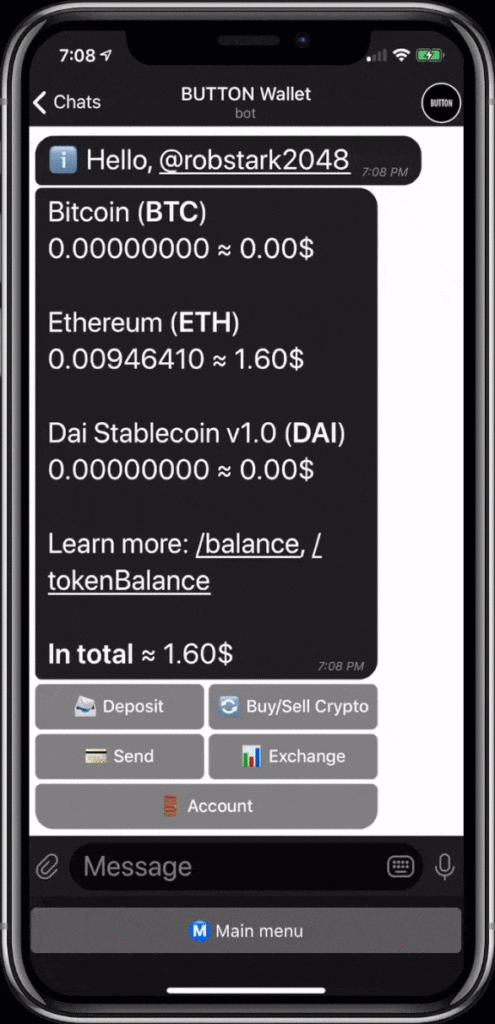 7:08
Chats
BUTTON Wallet
bot
BUTTON
ℹ️ Hello, @robstark2048
7:08 PM
Bitcoin (BTC)
0.00000000 ≈ 0.00$
Ethereum (ETH)
0.00946410 ≈ 1.60$
Dai Stablecoin v1.0 (DAI)
0.00000000 ≈ 0.00$
Learn more: /balance, /
tokenBalance
In total ≈ 1.60$
7:08 PM
Deposit
Buy/Sell Crypto
Send
Exchange
Account
Message
Ⓜ️ Main menu